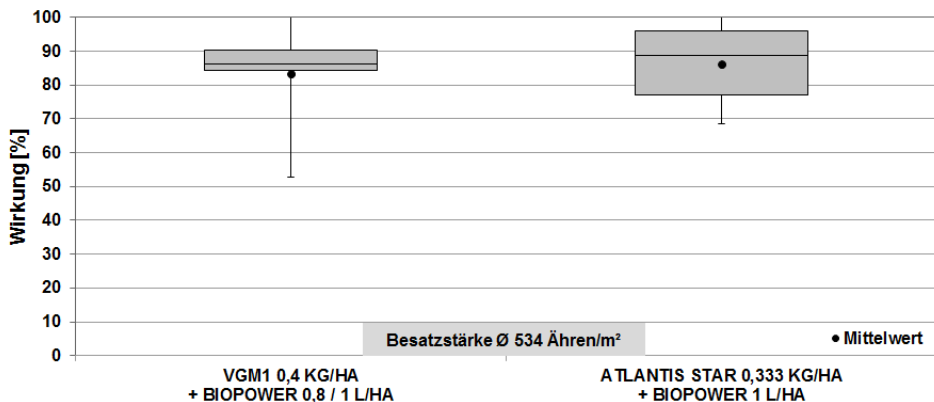 Wirkung [%]
100
90
80
70
60
50
40
30
20
10
0
Besatzstärke Ø 534 Ähren/m²
Mittelwert
VGM1 0,4 KG/HA
+ BIOPOWER 0,8 / 1 L/HA
ATLANTIS STAR 0,333 KG/HA
+ BIOPOWER 1 L/HA